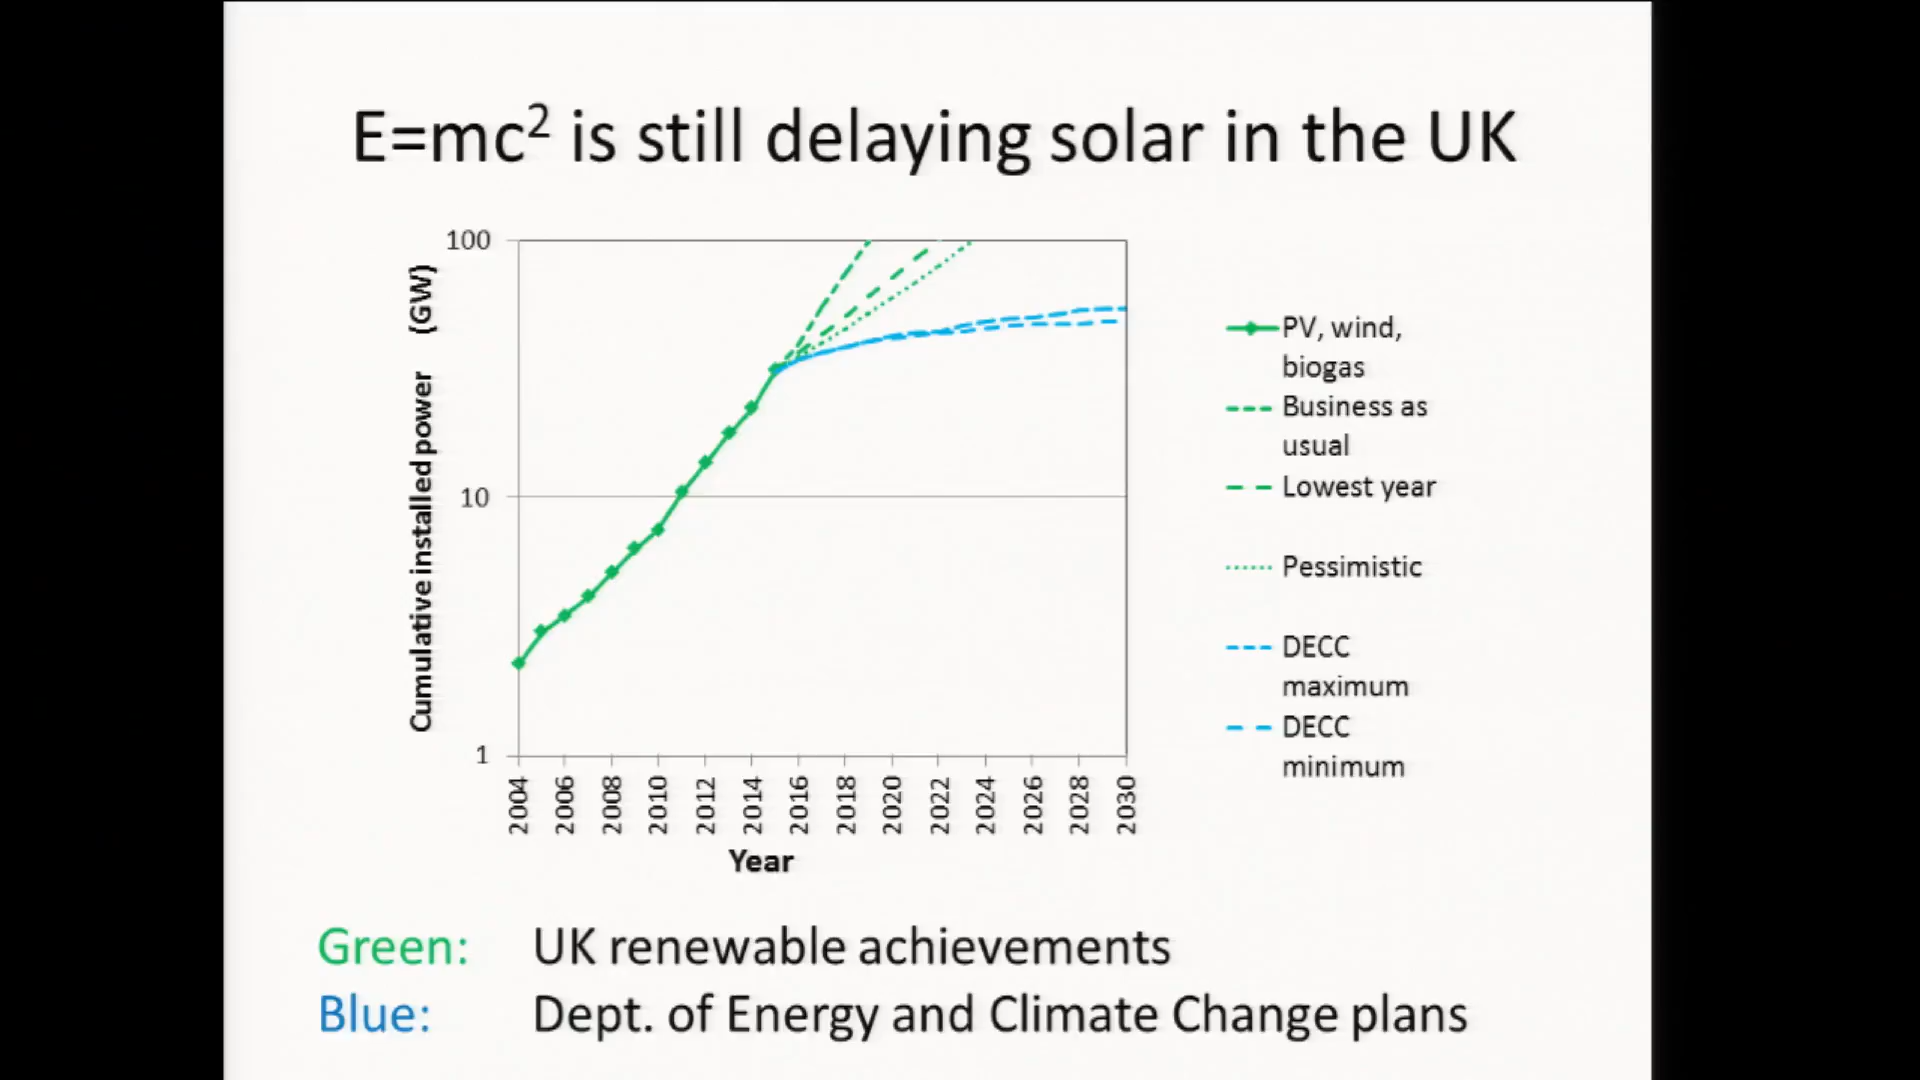 E=mc² is still delaying solar in the UK
100
10
1
Cumulative installed power (GW)
2004
2006
2008
2010
2012
2014
2016
2018
2020
2022
2024
2026
2028
2030
Year
PV, wind,
biogas
Business as
usual
Lowest year
Pessimistic
DECC
maximum
DECC
minimum
Green: UK renewable achievements
Blue: Dept. of Energy and Climate Change plans